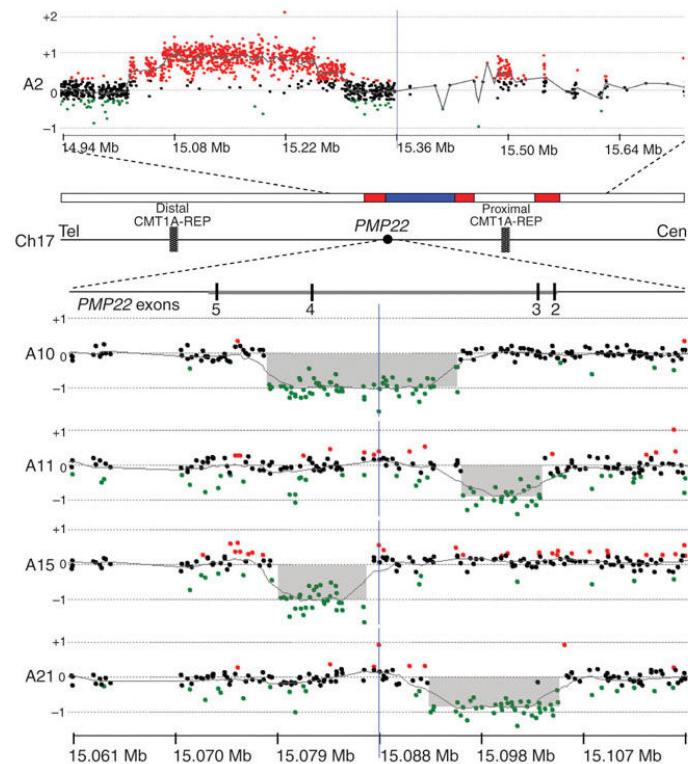 +2
+1
A2
0
−1
14.94 Mb 15.08 Mb 15.22 Mb 15.36 Mb 15.50 Mb 15.64 Mb
Distal CMT1A-REP
Proximal CMT1A-REP
PMP22
Ch17 Tel Cen
PMP22 exons 5 4 3 2
+1
A10 0
−1
+1
A11 0
−1
+1
A15 0
−1
+1
A21 0
−1
15.061 Mb 15.070 Mb 15.079 Mb 15.088 Mb 15.098 Mb 15.107 Mb